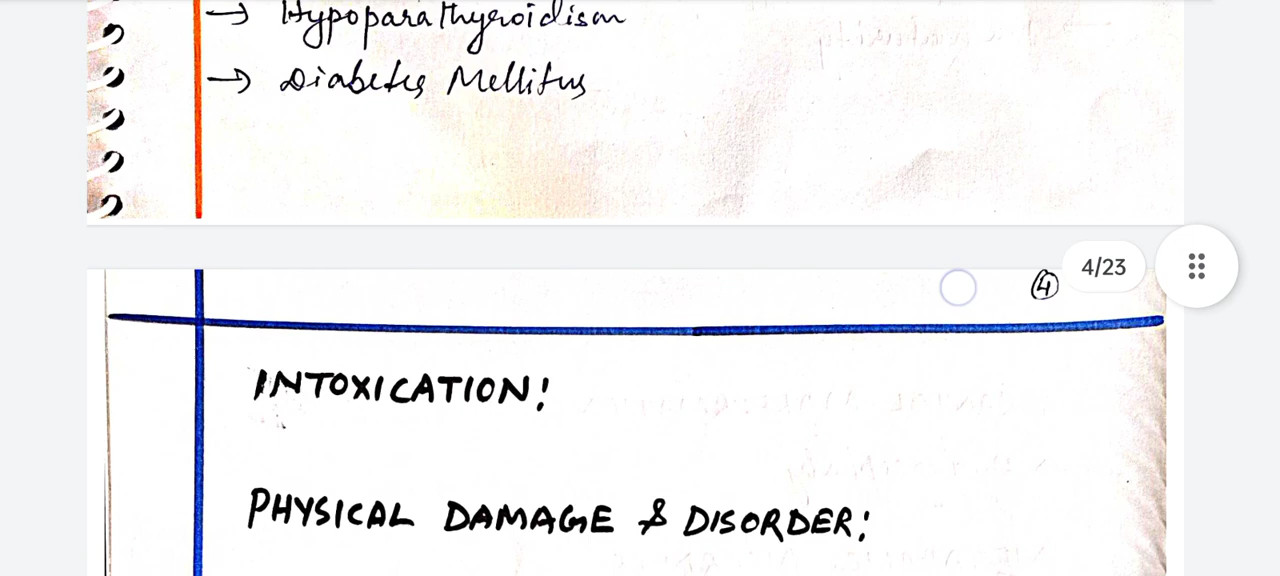 → Hypoparathyroidism
→ Diabetes Mellitus
4/23
4
INTOXICATION:
PHYSICAL DAMAGE & DISORDER: